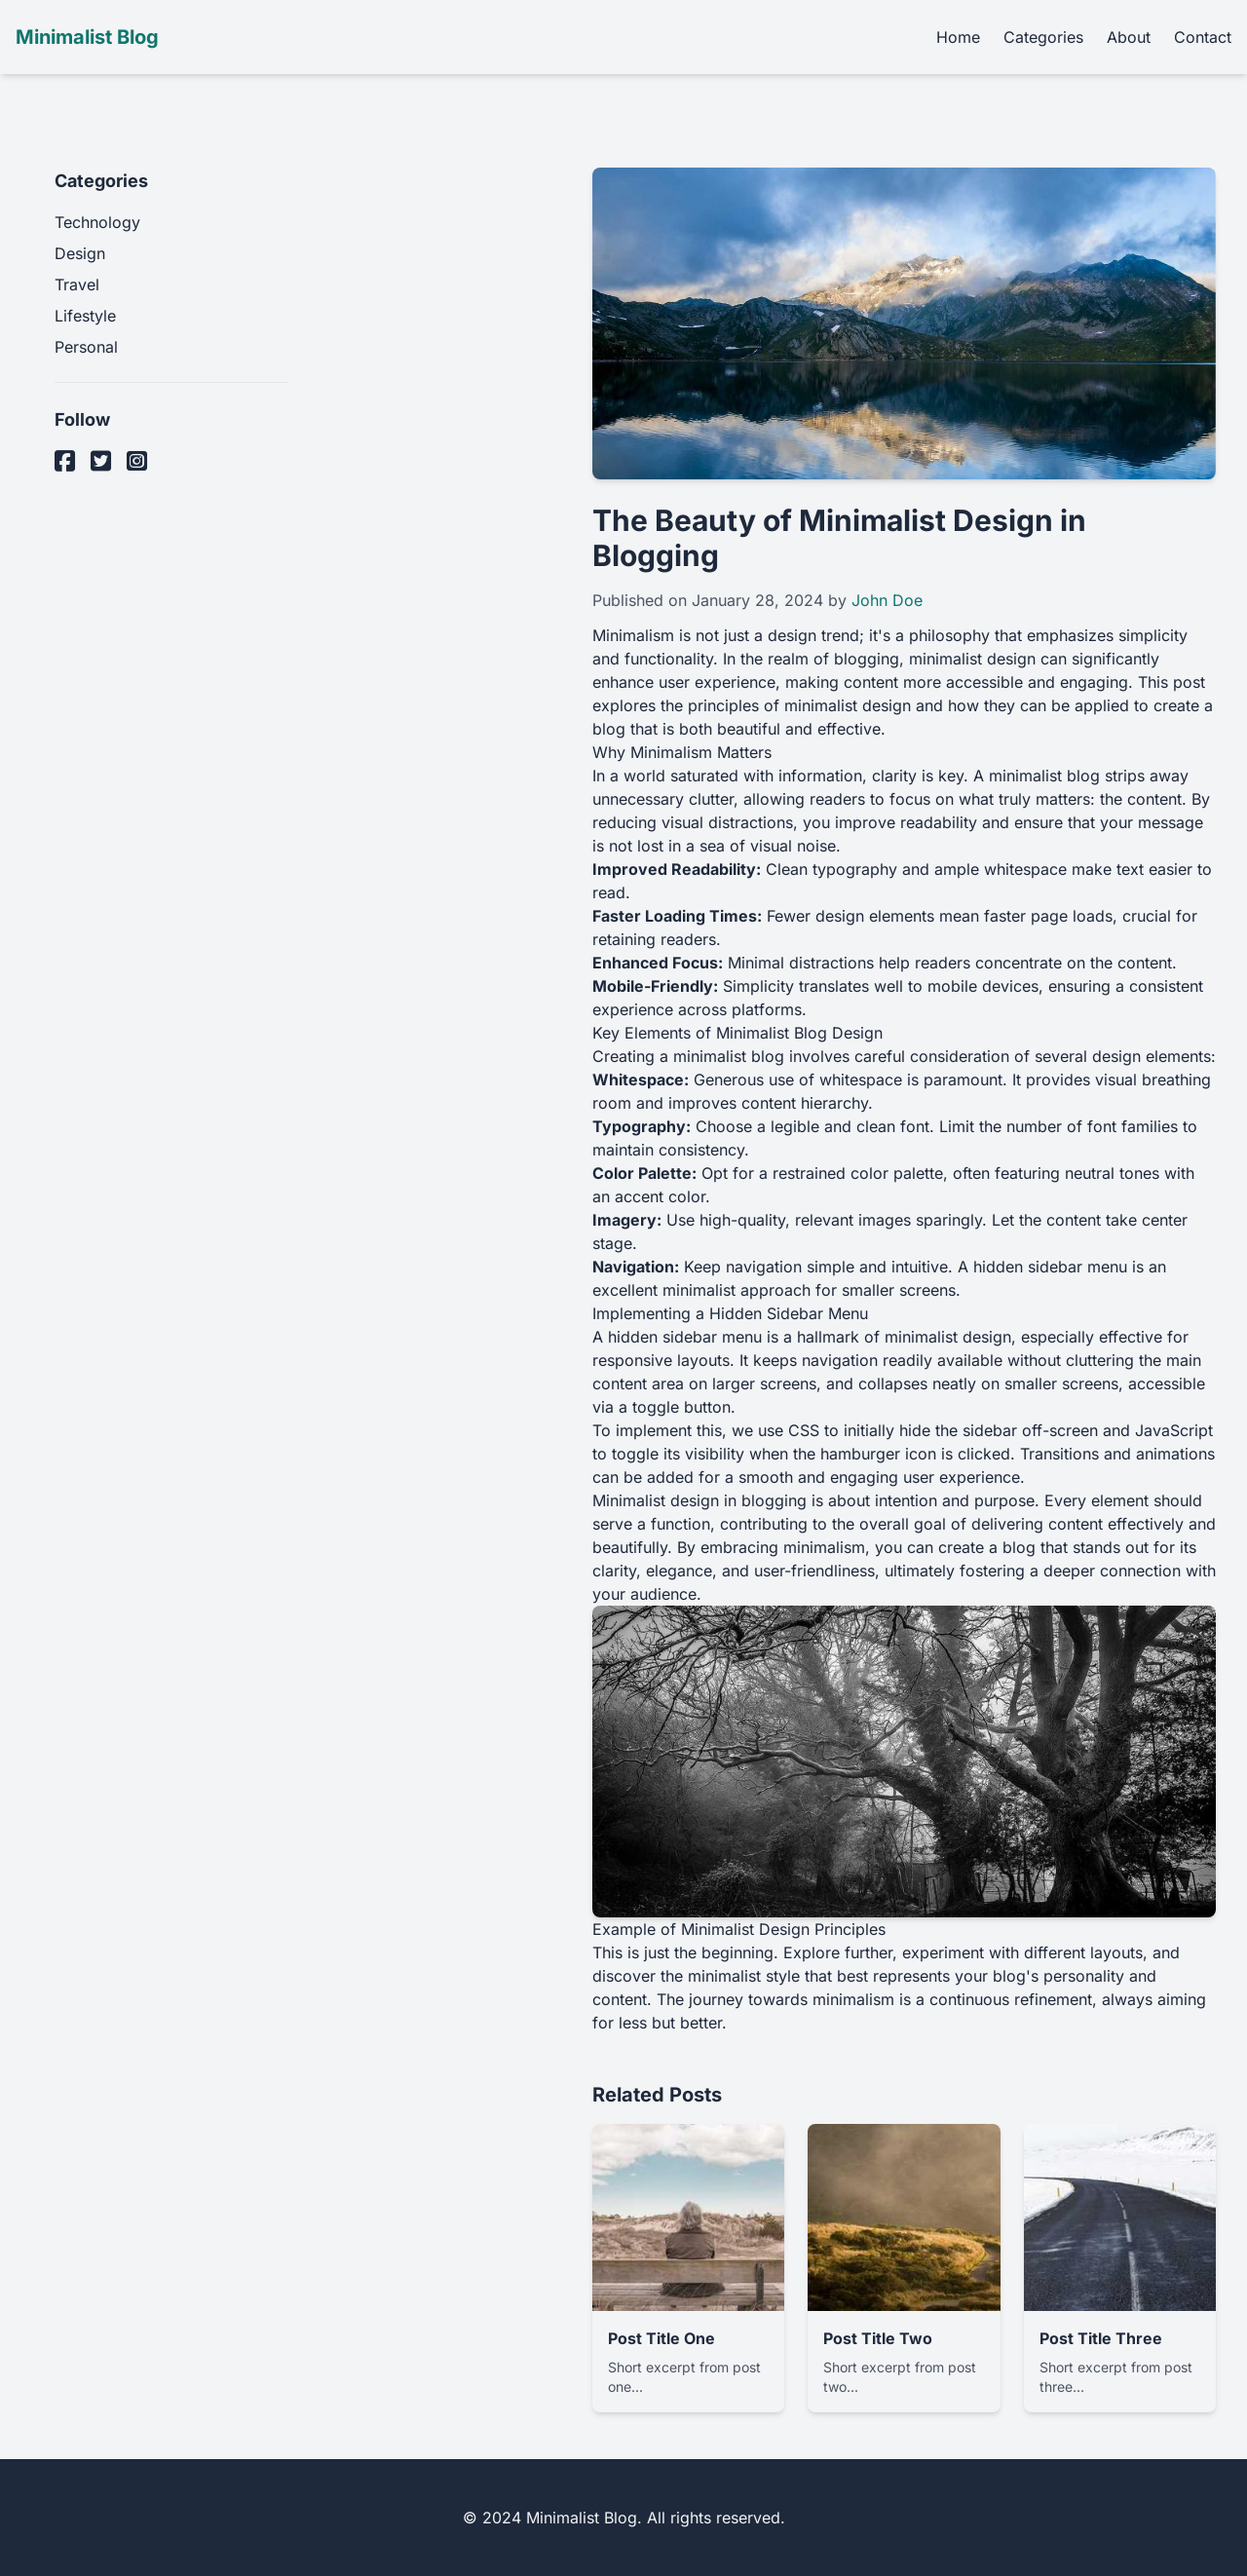 Minimalist Blog
Home
Categories
About
Contact
Categories
Technology
Design
Travel
Lifestyle
Personal
Follow
The Beauty of Minimalist Design in
Blogging
Published on January 28, 2024 by John Doe
Minimalism is not just a design trend; it's a philosophy that emphasizes simplicity
and functionality. In the realm of blogging, minimalist design can significantly
enhance user experience, making content more accessible and engaging. This post
explores the principles of minimalist design and how they can be applied to create a
blog that is both beautiful and effective.
Why Minimalism Matters
In a world saturated with information, clarity is key. A minimalist blog strips away
unnecessary clutter, allowing readers to focus on what truly matters: the content. By
reducing visual distractions, you improve readability and ensure that your message
is not lost in a sea of visual noise.
Improved Readability: Clean typography and ample whitespace make text easier to
read.
Faster Loading Times: Fewer design elements mean faster page loads, crucial for
retaining readers.
Enhanced Focus: Minimal distractions help readers concentrate on the content.
Mobile-Friendly: Simplicity translates well to mobile devices, ensuring a consistent
experience across platforms.
Key Elements of Minimalist Blog Design
Creating a minimalist blog involves careful consideration of several design elements:
Whitespace: Generous use of whitespace is paramount. It provides visual breathing
room and improves content hierarchy.
Typography: Choose a legible and clean font. Limit the number of font families to
maintain consistency.
Color Palette: Opt for a restrained color palette, often featuring neutral tones with
an accent color.
Imagery: Use high-quality, relevant images sparingly. Let the content take center
stage.
Navigation: Keep navigation simple and intuitive. A hidden sidebar menu is an
excellent minimalist approach for smaller screens.
Implementing a Hidden Sidebar Menu
A hidden sidebar menu is a hallmark of minimalist design, especially effective for
responsive layouts. It keeps navigation readily available without cluttering the main
content area on larger screens, and collapses neatly on smaller screens, accessible
via a toggle button.
To implement this, we use CSS to initially hide the sidebar off-screen and JavaScript
to toggle its visibility when the hamburger icon is clicked. Transitions and animations
can be added for a smooth and engaging user experience.
Minimalist design in blogging is about intention and purpose. Every element should
serve a function, contributing to the overall goal of delivering content effectively and
beautifully. By embracing minimalism, you can create a blog that stands out for its
clarity, elegance, and user-friendliness, ultimately fostering a deeper connection with
your audience.
Example of Minimalist Design Principles
This is just the beginning. Explore further, experiment with different layouts, and
discover the minimalist style that best represents your blog's personality and
content. The journey towards minimalism is a continuous refinement, always aiming
for less but better.
Related Posts
Post Title One
Short excerpt from post
one...
Post Title Two
Short excerpt from post
two...
Post Title Three
Short excerpt from post
three...
© 2024 Minimalist Blog. All rights reserved.